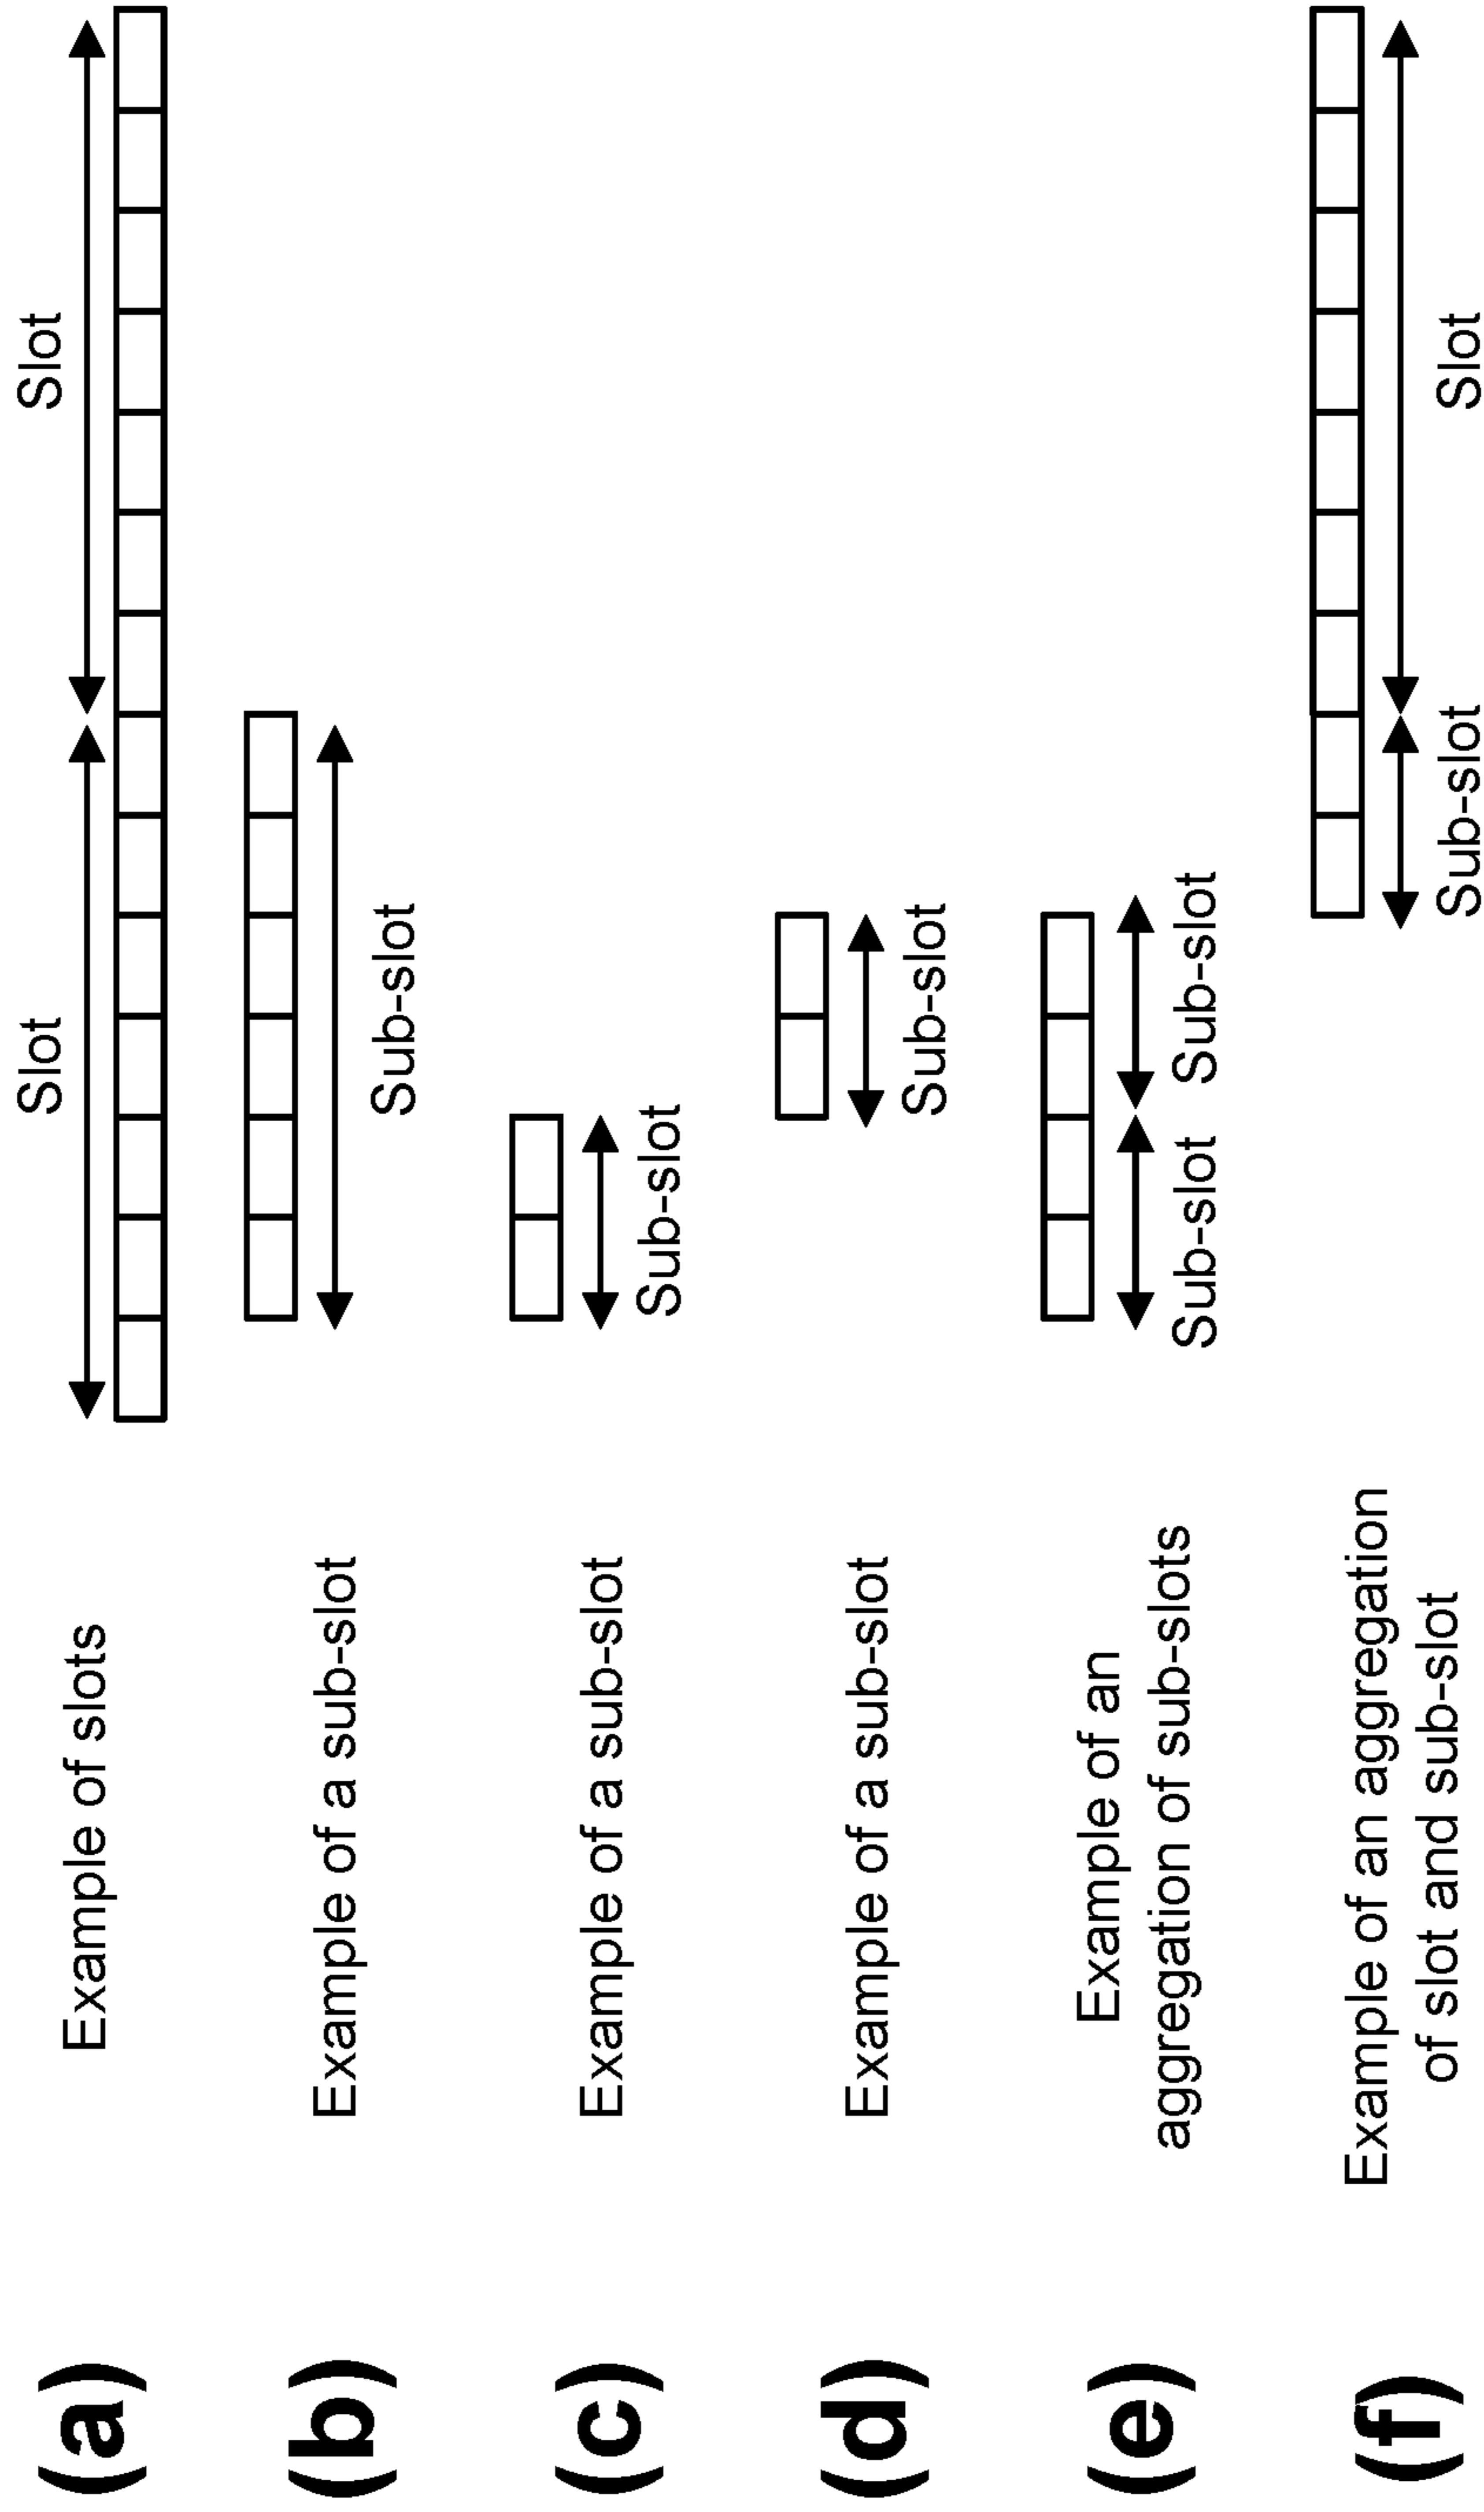 (a)
Example of slots
Slot
Slot
(b)
Example of a sub-slot
Sub-slot
(c)
Example of a sub-slot
Sub-slot
(d)
Example of a sub-slot
Sub-slot
(e)
Example of an
aggregation of sub-slots
Sub-slot
Sub-slot
(f)
Example of an aggregation
of slot and sub-slot
Sub-slot
Slot